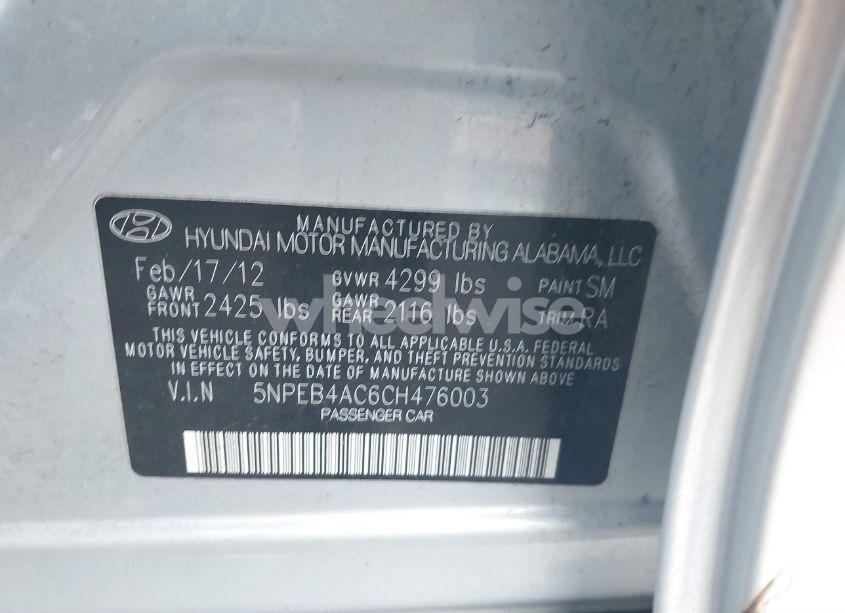 MANUFACTURED BY
HYUNDAI MOTOR MANUFACTURING ALABAMA, LLC
Feb/17/12 GVWR 4299 lbs PAINT SM
GAWR FRONT 2425 lbs GAWR REAR 2116 lbs TRIM RA
THIS VEHICLE CONFORMS TO ALL APPLICABLE U.S.A. FEDERAL
MOTOR VEHICLE SAFETY, BUMPER, AND THEFT PREVENTION STANDARDS
IN EFFECT ON THE DATE OF MANUFACTURE SHOWN ABOVE
V.I.N 5NPEB4AC6CH476003
PASSENGER CAR
wheelwise